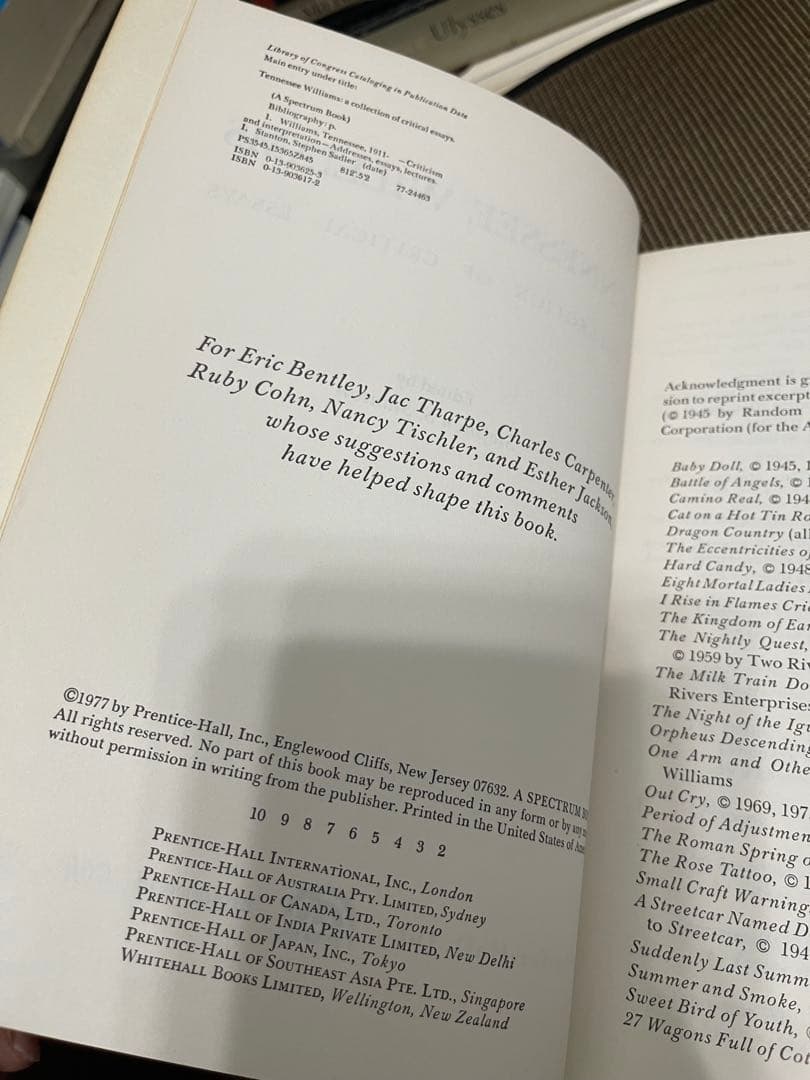 Ulysses
Library of Congress Cataloging in Publication Data
Main entry under title:
Tennessee Williams: a collection of critical essays.
(A Spectrum Book)
Bibliography: p.
1. Williams, Tennessee, 1911- —Criticism
and interpretation—Addresses, essays, lectures.
I. Stanton, Stephen Sadler (date)
PS3545.I5365Z845 812'.5'2 77-24463
ISBN 0-13-903625-3
ISBN 0-13-903617-2
For Eric Bentley, Jac Tharpe, Charles Carpenter,
Ruby Cohn, Nancy Tischler, and Esther Jackson,
whose suggestions and comments
have helped shape this book.
©1977 by Prentice-Hall, Inc., Englewood Cliffs, New Jersey 07632. A SPECTRUM
All rights reserved. No part of this book may be reproduced in any form or by any
without permission in writing from the publisher. Printed in the United States of
10 9 8 7 6 5 4 3 2
PRENTICE-HALL INTERNATIONAL, INC., London
PRENTICE-HALL OF AUSTRALIA PTY. LIMITED, Sydney
PRENTICE-HALL OF CANADA, LTD., Toronto
PRENTICE-HALL OF INDIA PRIVATE LIMITED, New Delhi
PRENTICE-HALL OF JAPAN, INC., Tokyo
PRENTICE-HALL OF SOUTHEAST ASIA PTE. LTD., Singapore
WHITEHALL BOOKS LIMITED, Wellington, New Zealand
Acknowledgment is
sion to reprint excerpt
(© 1945 by Random
Corporation (for the
Baby Doll, © 1945,
Battle of Angels, ©
Camino Real, © 194
Cat on a Hot Tin Ro
Dragon Country (al
The Eccentricities o
Hard Candy, © 1948
Eight Mortal Ladies
I Rise in Flames Cri
The Kingdom of Ear
The Nightly Quest,
© 1959 by Two Riv
The Milk Train Do
Rivers Enterprises
The Night of the Ig
Orpheus Descending
One Arm and Othe
Williams
Out Cry, © 1969, 197
Period of Adjustmen
The Roman Spring o
The Rose Tattoo, ©
Small Craft Warning
A Streetcar Named D
to Streetcar, © 194
Suddenly Last Summ
Summer and Smoke,
Sweet Bird of Youth,
27 Wagons Full of Cot